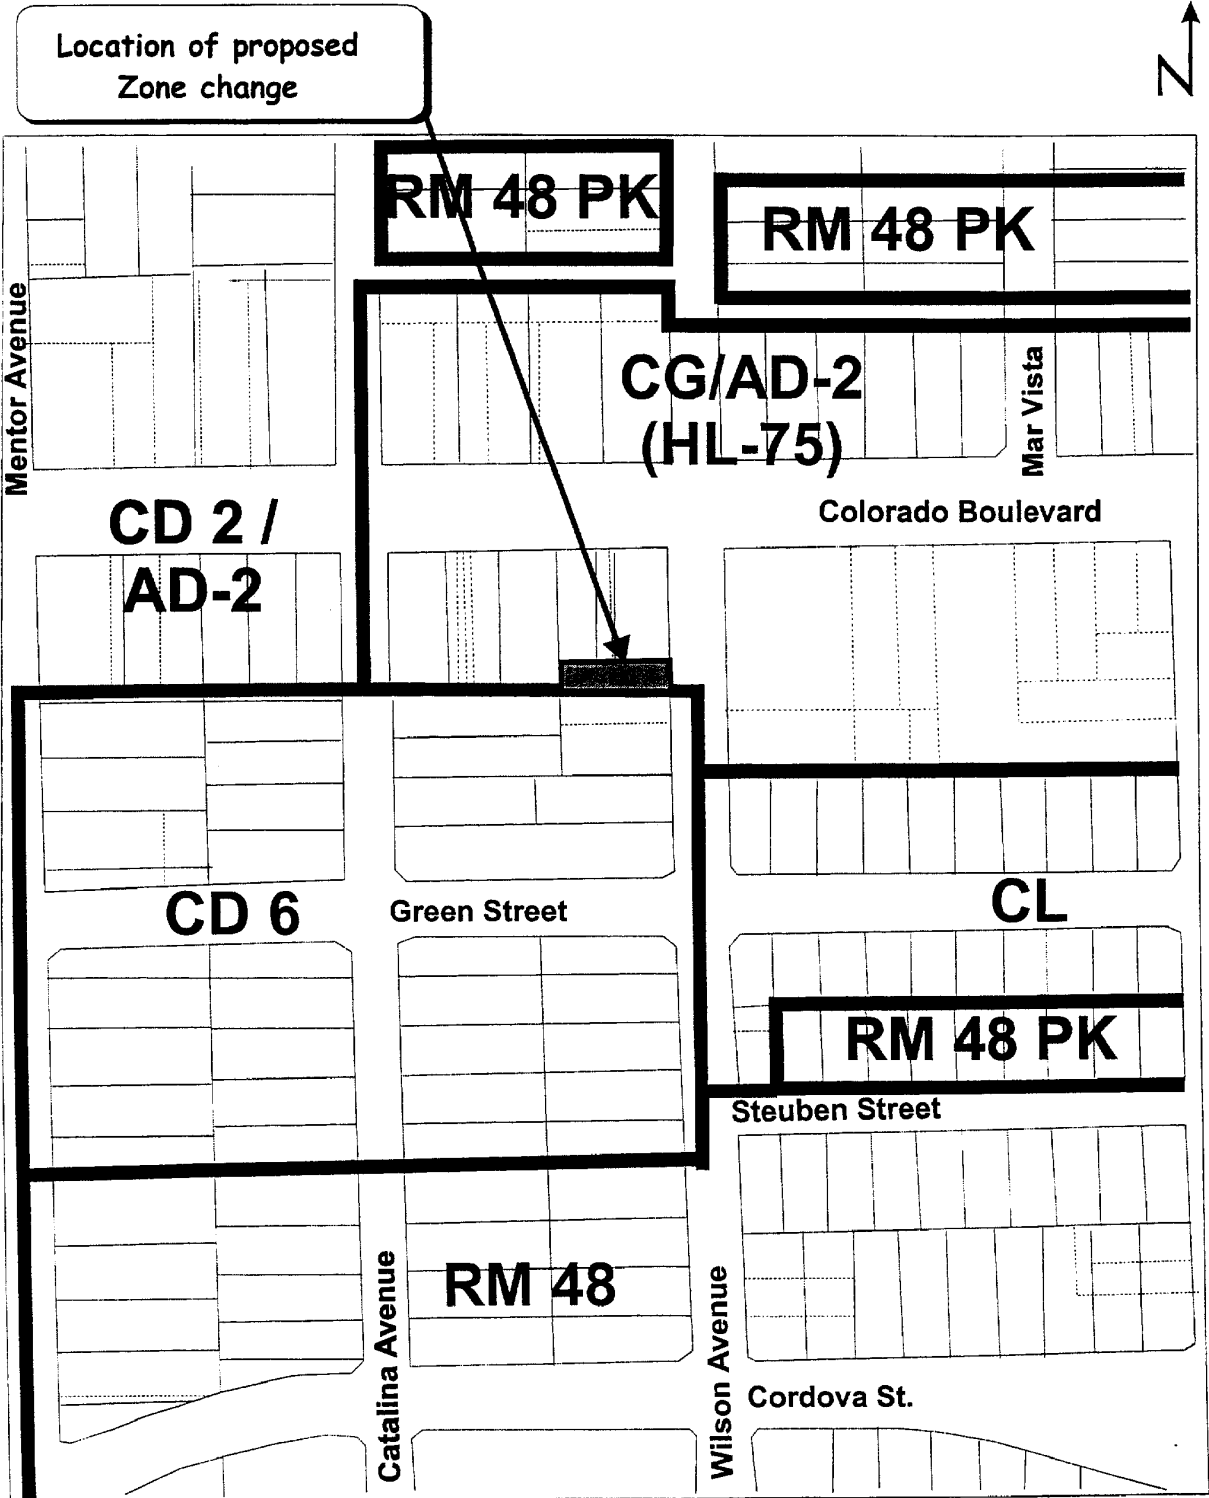 Location of proposed
Zone change
N
RM 48 PK
RM 48 PK
Mentor Avenue
CG/AD-2
(HL-75)
Mar Vista
CD 2 /
AD-2
Colorado Boulevard
CD 6
Green Street
CL
RM 48 PK
Steuben Street
RM 48
Catalina Avenue
Wilson Avenue
Cordova St.